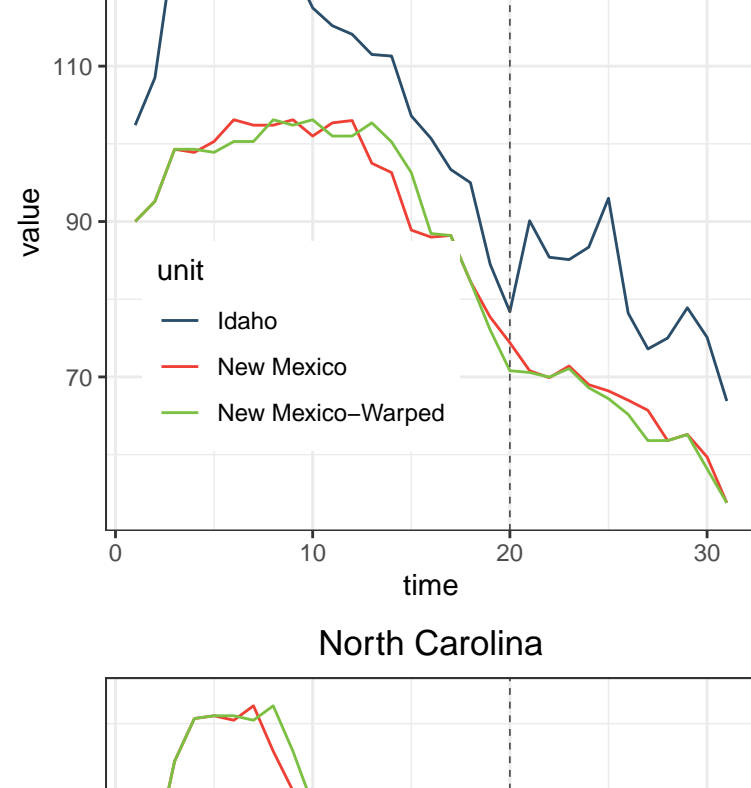 110
90
70
value
unit
Idaho
New Mexico
New Mexico−Warped
0 10 20 30
time
North Carolina